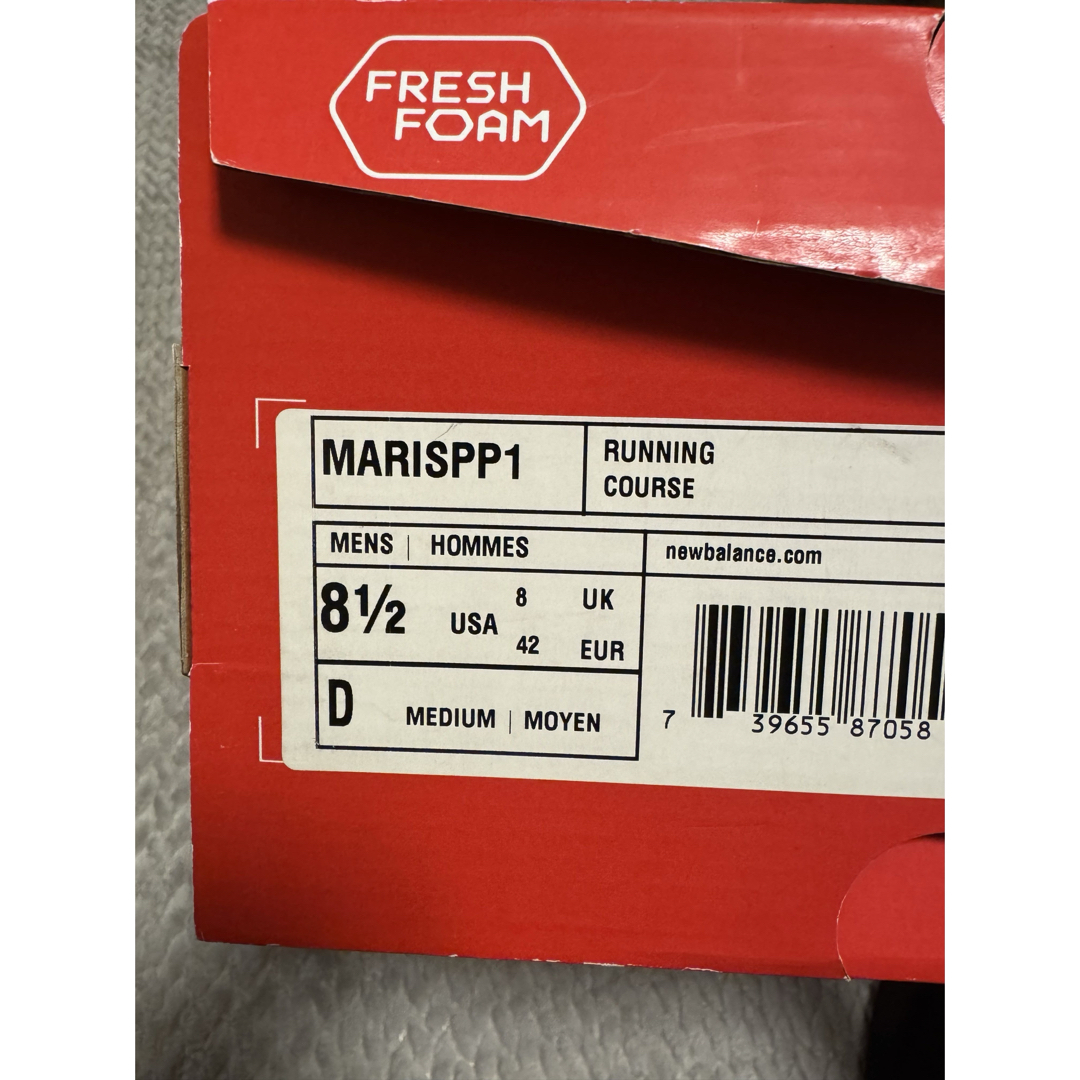 FRESH
FOAM
MARISPP1
RUNNING
COURSE
MENS | HOMMES
newbalance.com
8½ USA 8 UK
42 EUR
D MEDIUM | MOYEN
7 39655 87058